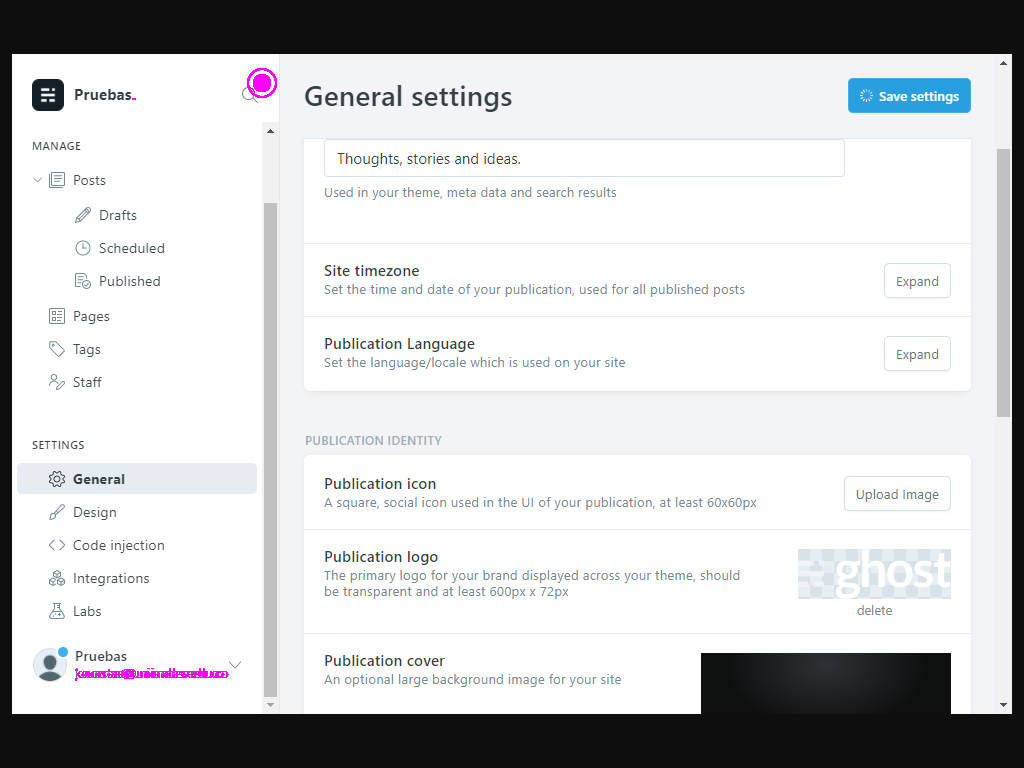 Pruebas.
General settings
Save settings
MANAGE
Posts
Drafts
Scheduled
Published
Pages
Tags
Staff
SETTINGS
General
Design
Code injection
Integrations
Labs
Pruebas
Thoughts, stories and ideas.
Used in your theme, meta data and search results
Site timezone
Set the time and date of your publication, used for all published posts
Expand
Publication Language
Set the language/locale which is used on your site
Expand
PUBLICATION IDENTITY
Publication icon
A square, social icon used in the UI of your publication, at least 60x60px
Upload Image
Publication logo
The primary logo for your brand displayed across your theme, should
be transparent and at least 600px x 72px
ghost
delete
Publication cover
An optional large background image for your site